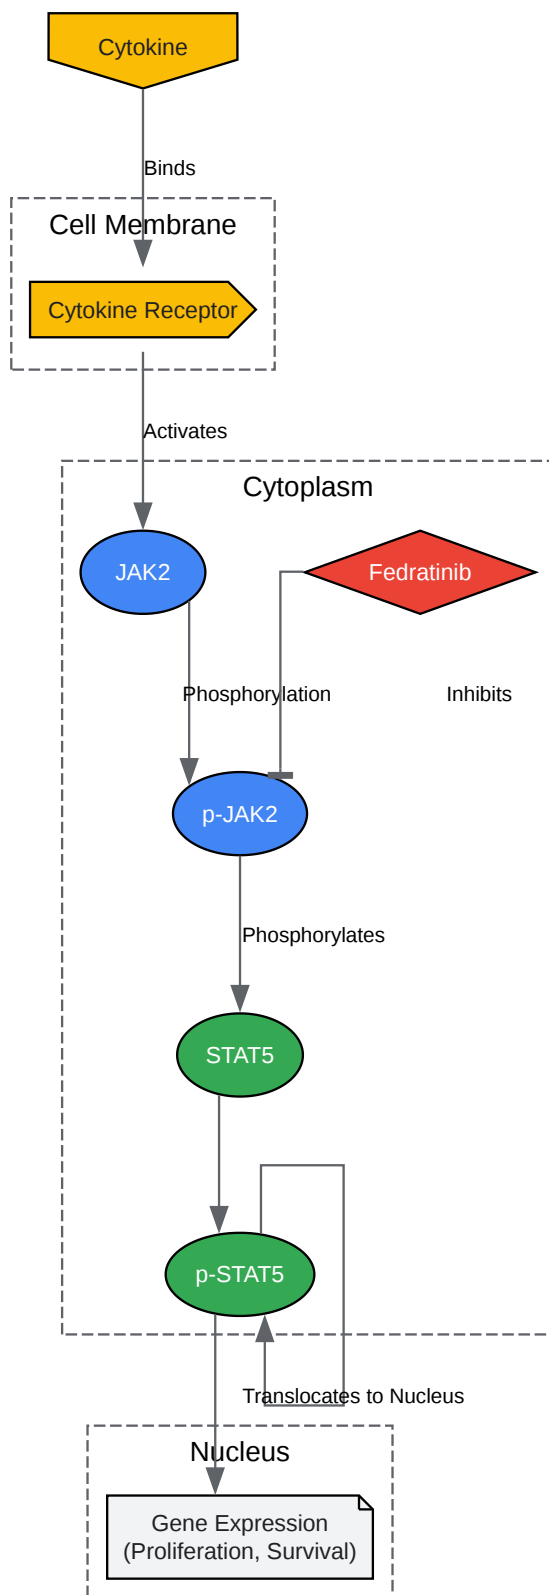 Cytokine
Binds
Cell Membrane
Cytokine Receptor
Activates
Cytoplasm
JAK2
Fedratinib
Phosphorylation
Inhibits
p-JAK2
Phosphorylates
STAT5
p-STAT5
Translocates to Nucleus
Nucleus
Gene Expression
(Proliferation, Survival)